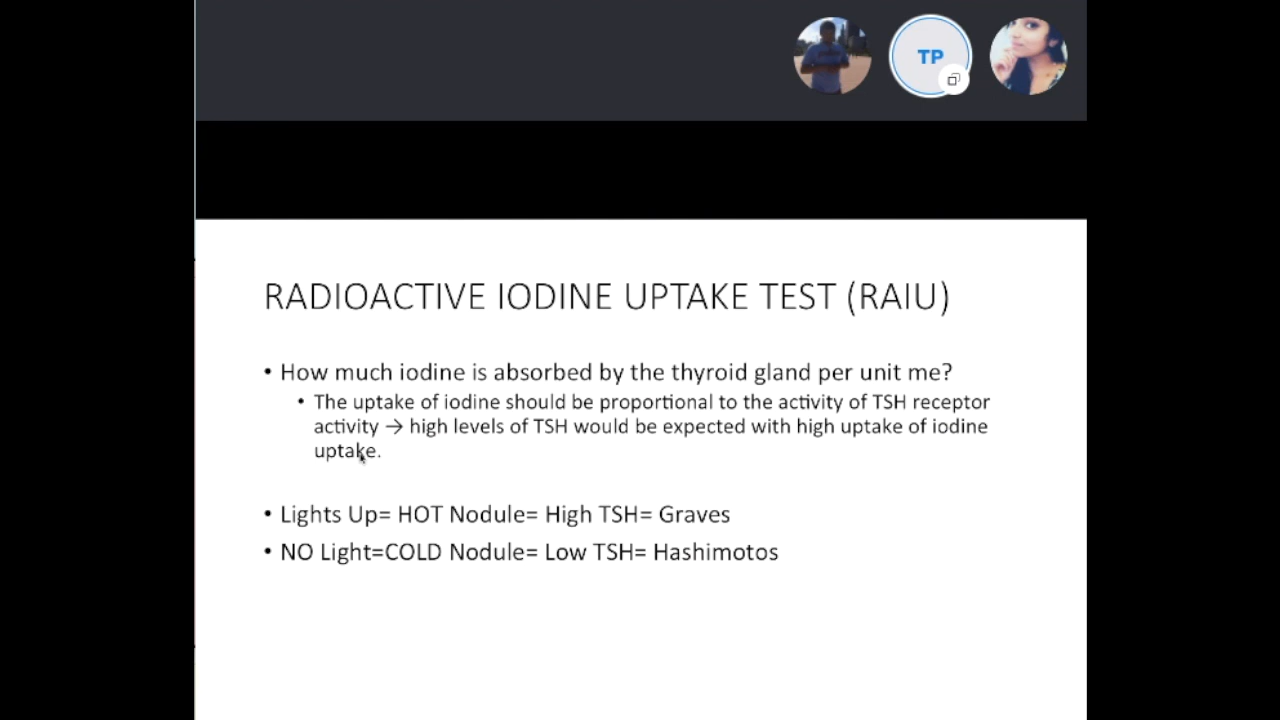 TP
RADIOACTIVE IODINE UPTAKE TEST (RAIU)
• How much iodine is absorbed by the thyroid gland per unit me?
• The uptake of iodine should be proportional to the activity of TSH receptor
activity → high levels of TSH would be expected with high uptake of iodine
uptake.
• Lights Up= HOT Nodule= High TSH= Graves
• NO Light=COLD Nodule= Low TSH= Hashimotos